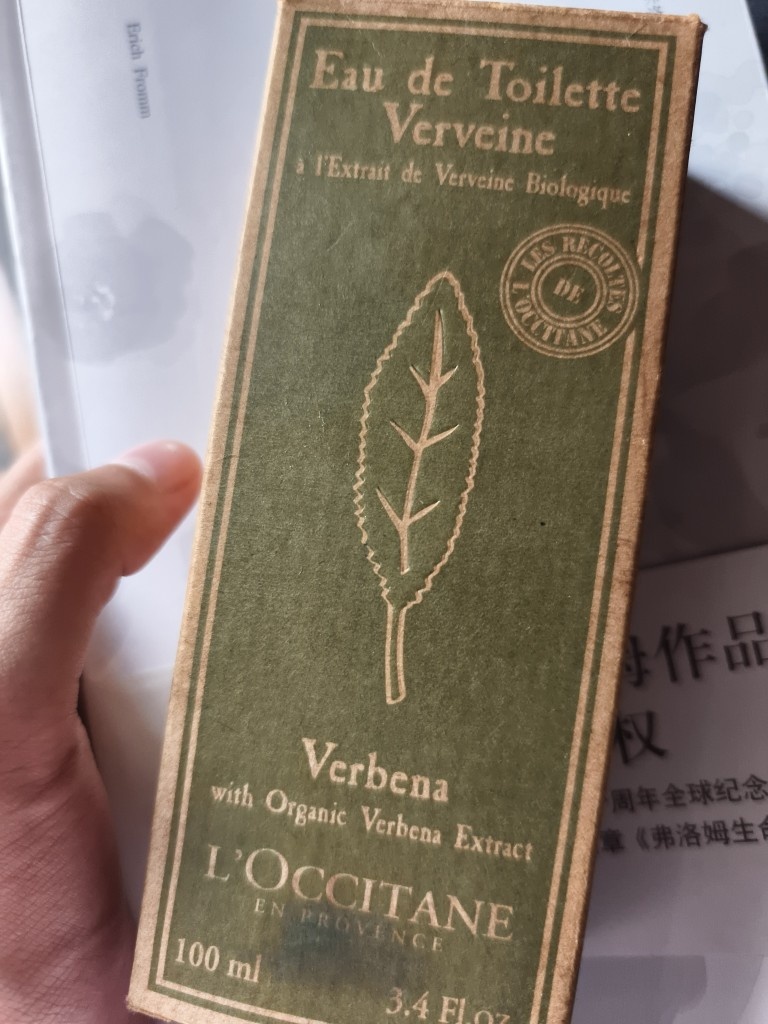 Erich Fromm
Eau de Toilette
Verveine
à l'Extrait de Verveine Biologique
LES RECOLTES
DE
L'OCCITANE
Verbena
with Organic Verbena Extract
L'OCCITANE
EN PROVENCE
100 ml
3.4 Fl.oz
姆作品
权
周年全球纪念
章《弗洛姆生命